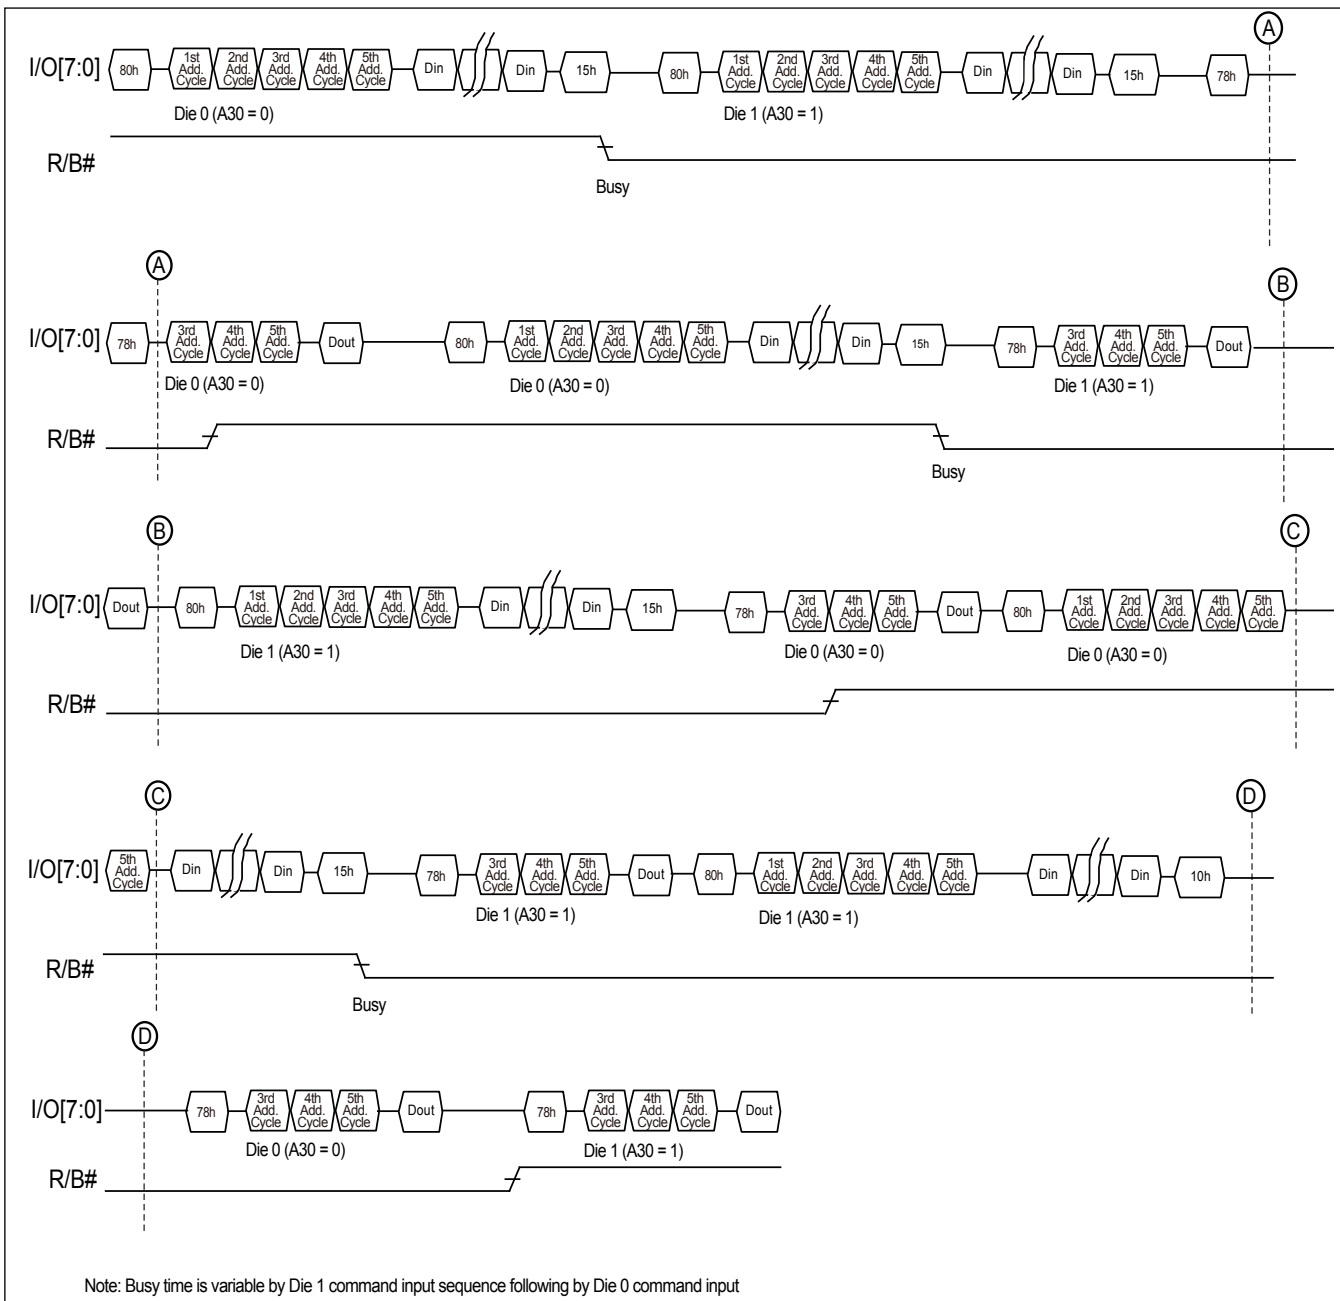 A
I/O[7:0] 80h 1st Add. Cycle 2nd Add. Cycle 3rd Add. Cycle 4th Add. Cycle 5th Add. Cycle Din Din 15h 80h 1st Add. Cycle 2nd Add. Cycle 3rd Add. Cycle 4th Add. Cycle 5th Add. Cycle Din Din 15h 78h
Die 0 (A30 = 0) Die 1 (A30 = 1)
R/B#
Busy
A B
I/O[7:0] 78h 3rd Add. Cycle 4th Add. Cycle 5th Add. Cycle Dout 80h 1st Add. Cycle 2nd Add. Cycle 3rd Add. Cycle 4th Add. Cycle 5th Add. Cycle Din Din 15h 78h 3rd Add. Cycle 4th Add. Cycle 5th Add. Cycle Dout
Die 0 (A30 = 0) Die 0 (A30 = 0) Die 1 (A30 = 1)
R/B#
Busy
B C
I/O[7:0] Dout 80h 1st Add. Cycle 2nd Add. Cycle 3rd Add. Cycle 4th Add. Cycle 5th Add. Cycle Din Din 15h 78h 3rd Add. Cycle 4th Add. Cycle 5th Add. Cycle Dout 80h 1st Add. Cycle 2nd Add. Cycle 3rd Add. Cycle 4th Add. Cycle 5th Add. Cycle
Die 1 (A30 = 1) Die 0 (A30 = 0) Die 0 (A30 = 0)
R/B#
C D
I/O[7:0] 5th Add. Cycle Din Din 15h 78h 3rd Add. Cycle 4th Add. Cycle 5th Add. Cycle Dout 80h 1st Add. Cycle 2nd Add. Cycle 3rd Add. Cycle 4th Add. Cycle 5th Add. Cycle Din Din 10h
Die 1 (A30 = 1) Die 1 (A30 = 1)
R/B#
Busy
D
I/O[7:0] 78h 3rd Add. Cycle 4th Add. Cycle 5th Add. Cycle Dout 78h 3rd Add. Cycle 4th Add. Cycle 5th Add. Cycle Dout
Die 0 (A30 = 0) Die 1 (A30 = 1)
R/B#
Note: Busy time is variable by Die 1 command input sequence following by Die 0 command input